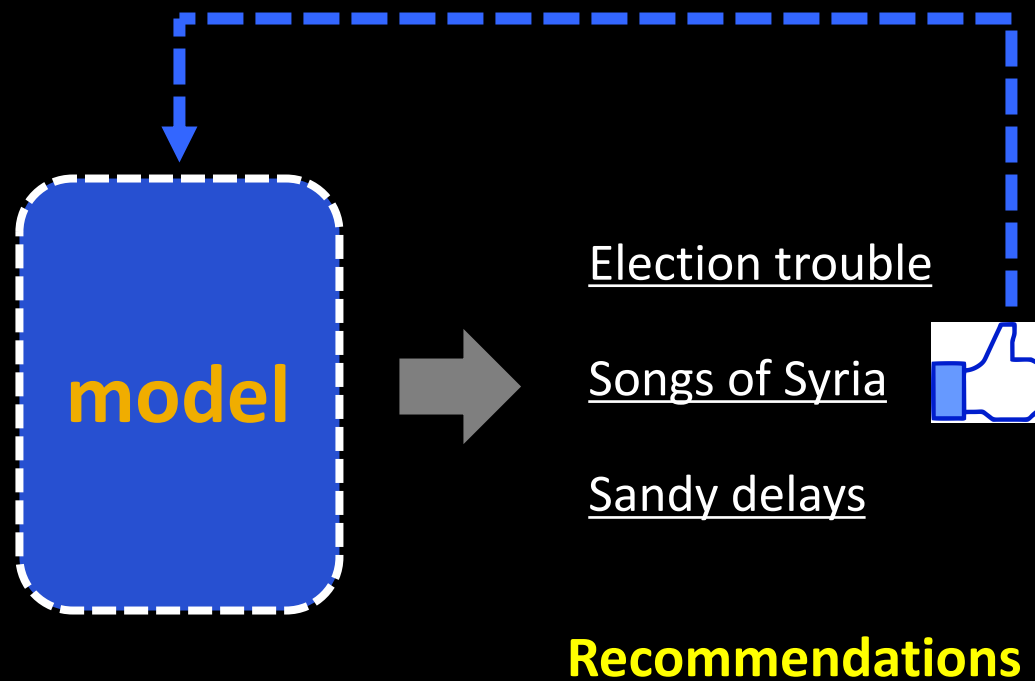 model
Election trouble
Songs of Syria
Sandy delays
Recommendations